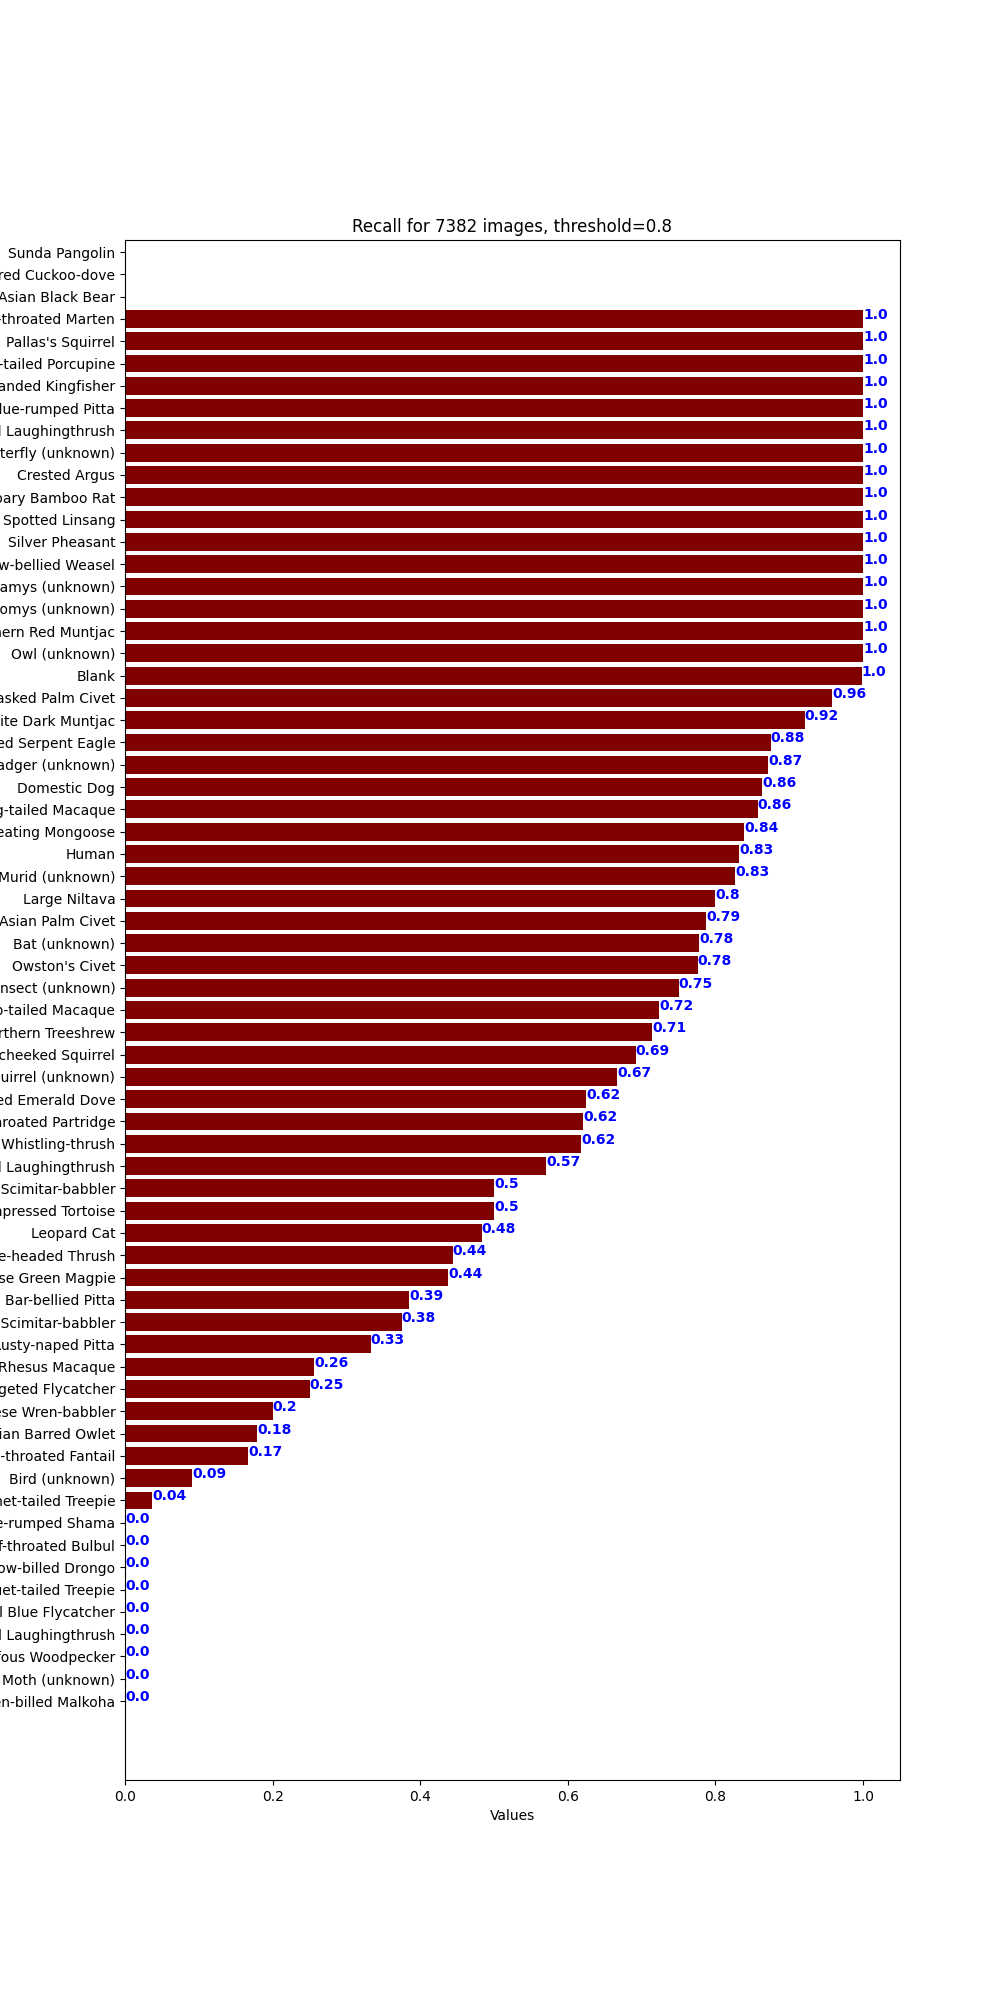 Recall for 7382 images, threshold=0.8
Sunda Pangolin
red Cuckoo-dove
Asian Black Bear
-throated Marten 1.0
Pallas's Squirrel 1.0
-tailed Porcupine 1.0
anded Kingfisher 1.0
lue-rumped Pitta 1.0
l Laughingthrush 1.0
terfly (unknown) 1.0
Crested Argus 1.0
oary Bamboo Rat 1.0
Spotted Linsang 1.0
Silver Pheasant 1.0
w-bellied Weasel 1.0
amys (unknown) 1.0
omys (unknown) 1.0
ern Red Muntjac 1.0
Owl (unknown) 1.0
Blank 1.0
asked Palm Civet 0.96
ite Dark Muntjac 0.92
ed Serpent Eagle 0.88
adger (unknown) 0.87
Domestic Dog 0.86
g-tailed Macaque 0.86
eating Mongoose 0.84
Human 0.83
Murid (unknown) 0.83
Large Niltava 0.8
Asian Palm Civet 0.79
Bat (unknown) 0.78
Owston's Civet 0.78
nsect (unknown) 0.75
p-tailed Macaque 0.72
rthern Treeshrew 0.71
cheeked Squirrel 0.69
uirrel (unknown) 0.67
ed Emerald Dove 0.62
roated Partridge 0.62
Whistling-thrush 0.62
l Laughingthrush 0.57
Scimitar-babbler 0.5
npressed Tortoise 0.5
Leopard Cat 0.48
e-headed Thrush 0.44
se Green Magpie 0.44
Bar-bellied Pitta 0.39
Scimitar-babbler 0.38
usty-naped Pitta 0.33
Rhesus Macaque 0.26
geted Flycatcher 0.25
ese Wren-babbler 0.2
ian Barred Owlet 0.18
-throated Fantail 0.17
Bird (unknown) 0.09
net-tailed Treepie 0.04
e-rumped Shama 0.0
f-throated Bulbul 0.0
ow-billed Drongo 0.0
uet-tailed Treepie 0.0
l Blue Flycatcher 0.0
l Laughingthrush 0.0
fous Woodpecker 0.0
Moth (unknown) 0.0
n-billed Malkoha 0.0
0.0 0.2 0.4 0.6 0.8 1.0
Values